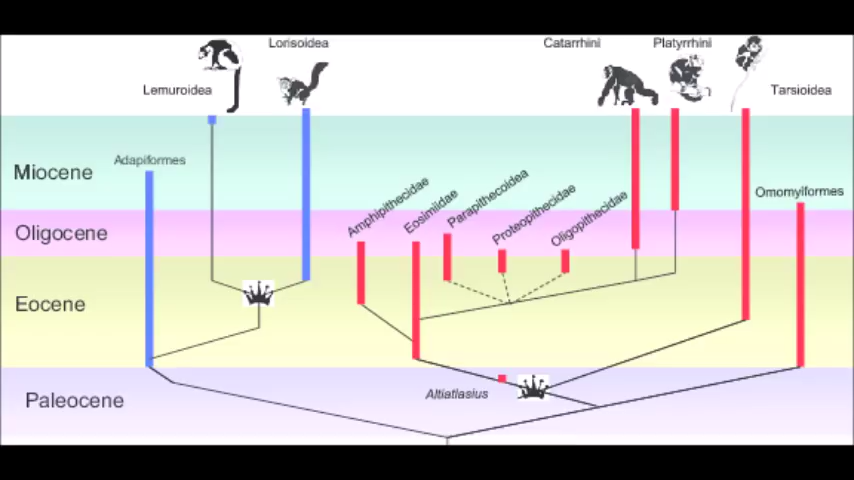 Lorisoidea
Catarrhini
Platyrrhini
Lemuroidea
Tarsioidea
Adapiformes
Miocene
Omomyiformes
Amphipithecidae
Eosimiidae
Parapithecoidea
Proteopithecidae
Oligopithecidae
Oligocene
Eocene
Altiatlasius
Paleocene